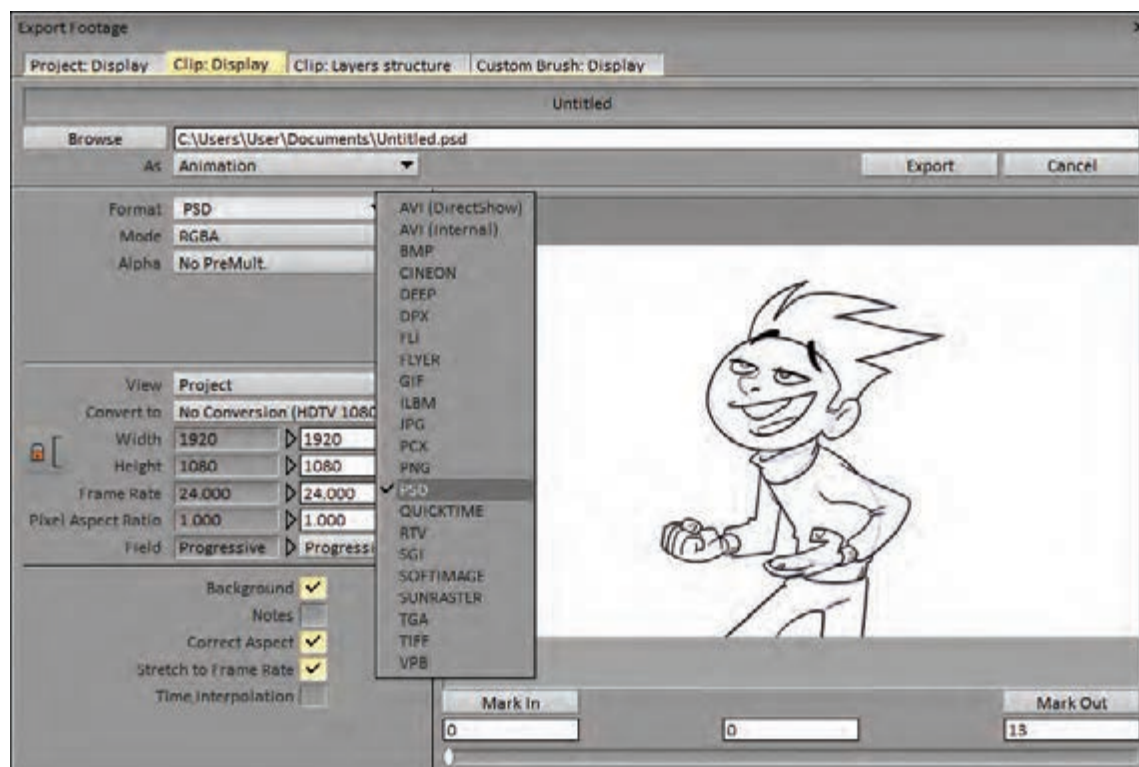 Export Footage
Project: Display Clip: Display Clip: Layers structure Custom Brush: Display
Untitled
Browse C:\Users\User\Documents\Untitled.psd
As Animation Export Cancel
Format PSD
Mode RGBA
Alpha No PreMult.
View Project
Convert to No Conversion (HDTV 1080
Width 1920 1920
Height 1080 1080
Frame Rate 24.000 24.000
Pixel Aspect Ratio 1.000 1.000
Field Progressive Progressi
Background
Notes
Correct Aspect
Stretch to Frame Rate
Time Interpolation
AVI (DirectShow)
AVI (Internal)
BMP
CINEON
DEEP
DPX
FLI
FLYER
GIF
ILBM
JPG
PCX
PNG
PSD
QUICKTIME
RTV
SGI
SOFTIMAGE
SUNRASTER
TGA
TIFF
VPB
Mark In Mark Out
0 0 13